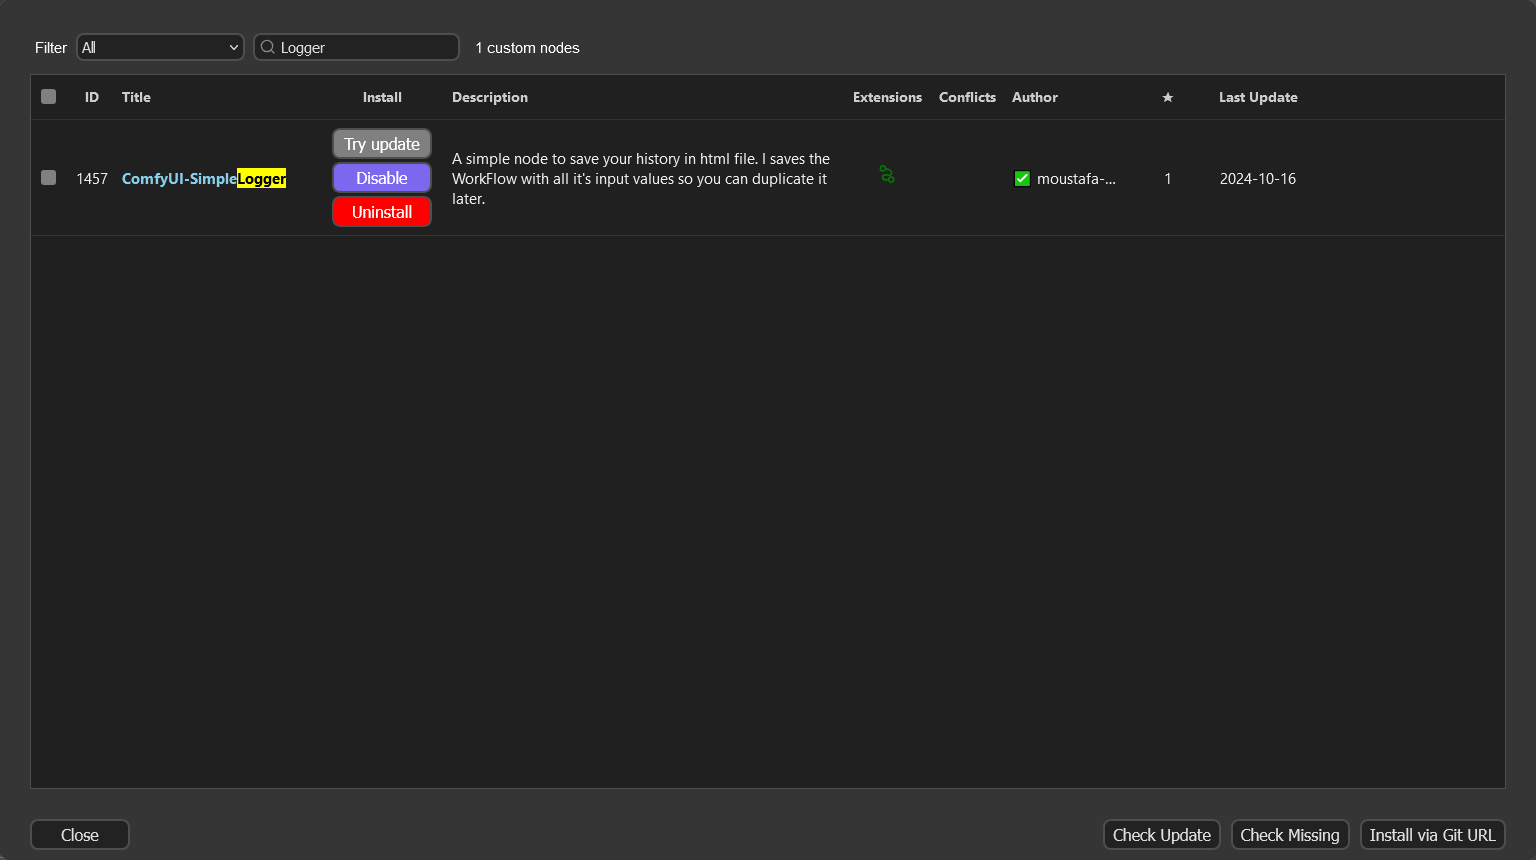 Filter All Logger 1 custom nodes
ID Title Install Description Extensions Conflicts Author ★ Last Update
Try update
Disable
Uninstall
1457 ComfyUI-SimpleLogger
A simple node to save your history in html file. I saves the
WorkFlow with all it's input values so you can duplicate it
later.
moustafa-... 1 2024-10-16
Close Check Update Check Missing Install via Git URL